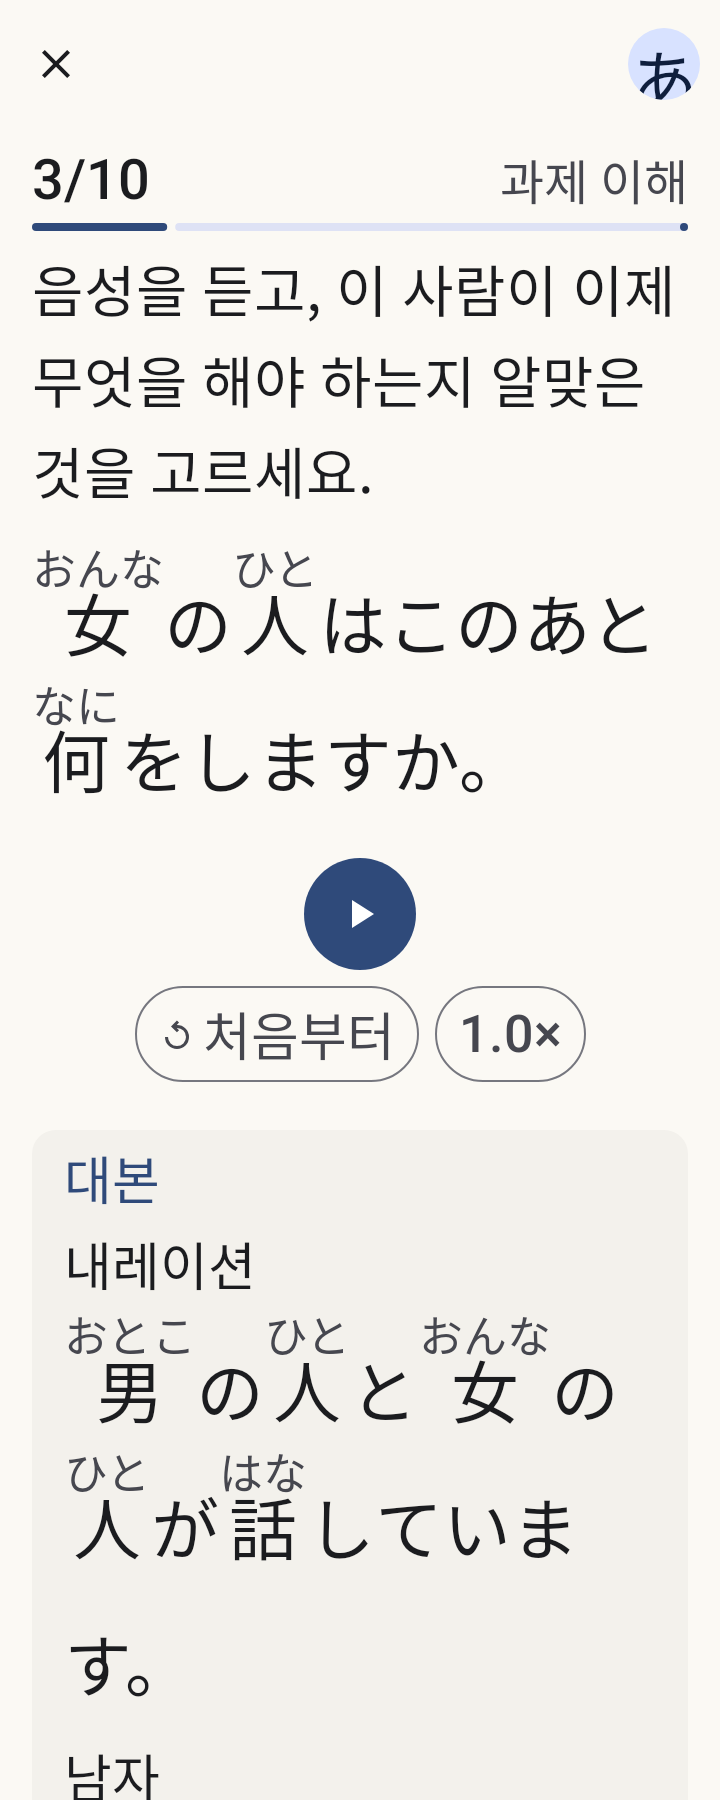 あ
3/10
과제 이해
음성을 듣고, 이 사람이 이제
무엇을 해야 하는지 알맞은
것을 고르세요.
おんな ひと
女の人はこのあと
なに
何をしますか。
처음부터
1.0×
대본
내레이션
おとこ ひと おんな
男の人と女の
ひと はな
人が話していま
す。
남자